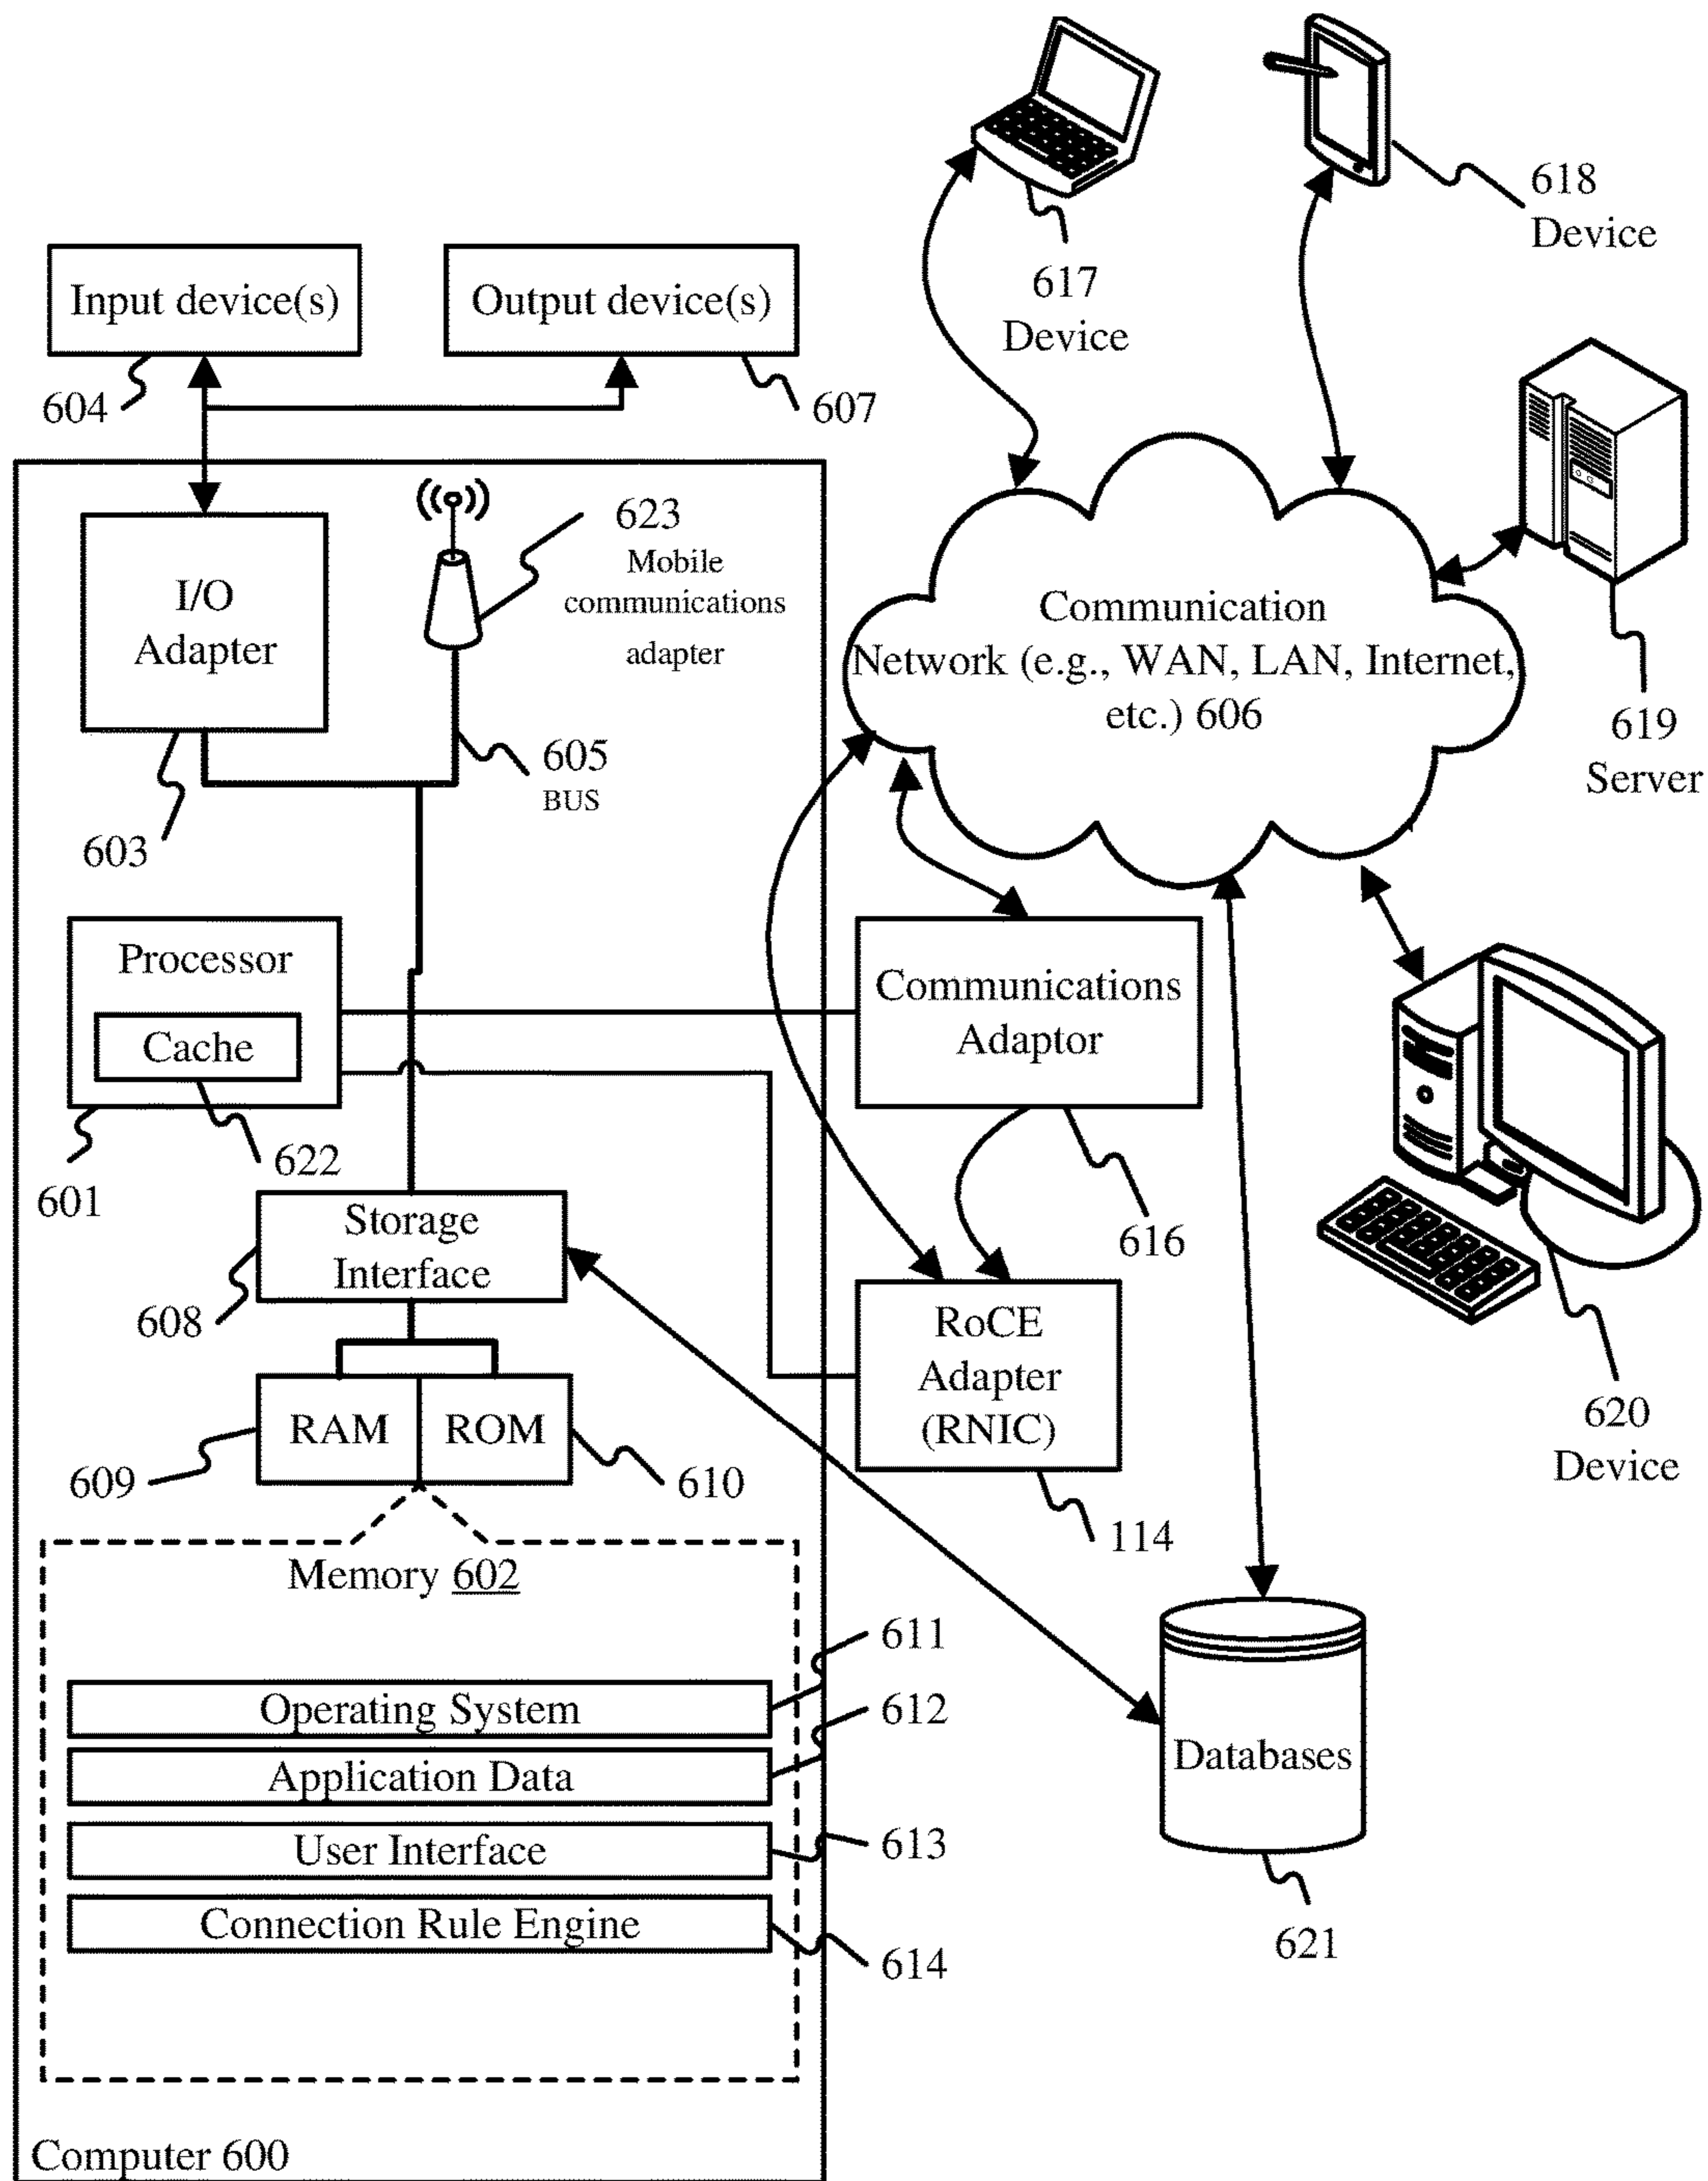 617
Device
618
Device
Input device(s)
Output device(s)
604
607
623
Mobile
communications
adapter
I/O
Adapter
605
BUS
603
Communication
Network (e.g., WAN, LAN, Internet,
etc.) 606
619
Server
Processor
Cache
622
601
Communications
Adaptor
616
Storage
Interface
608
RoCE
Adapter
(RNIC)
114
RAM
ROM
609
610
620
Device
Memory 602
Operating System
611
Application Data
612
User Interface
613
Connection Rule Engine
614
Databases
621
Computer 600